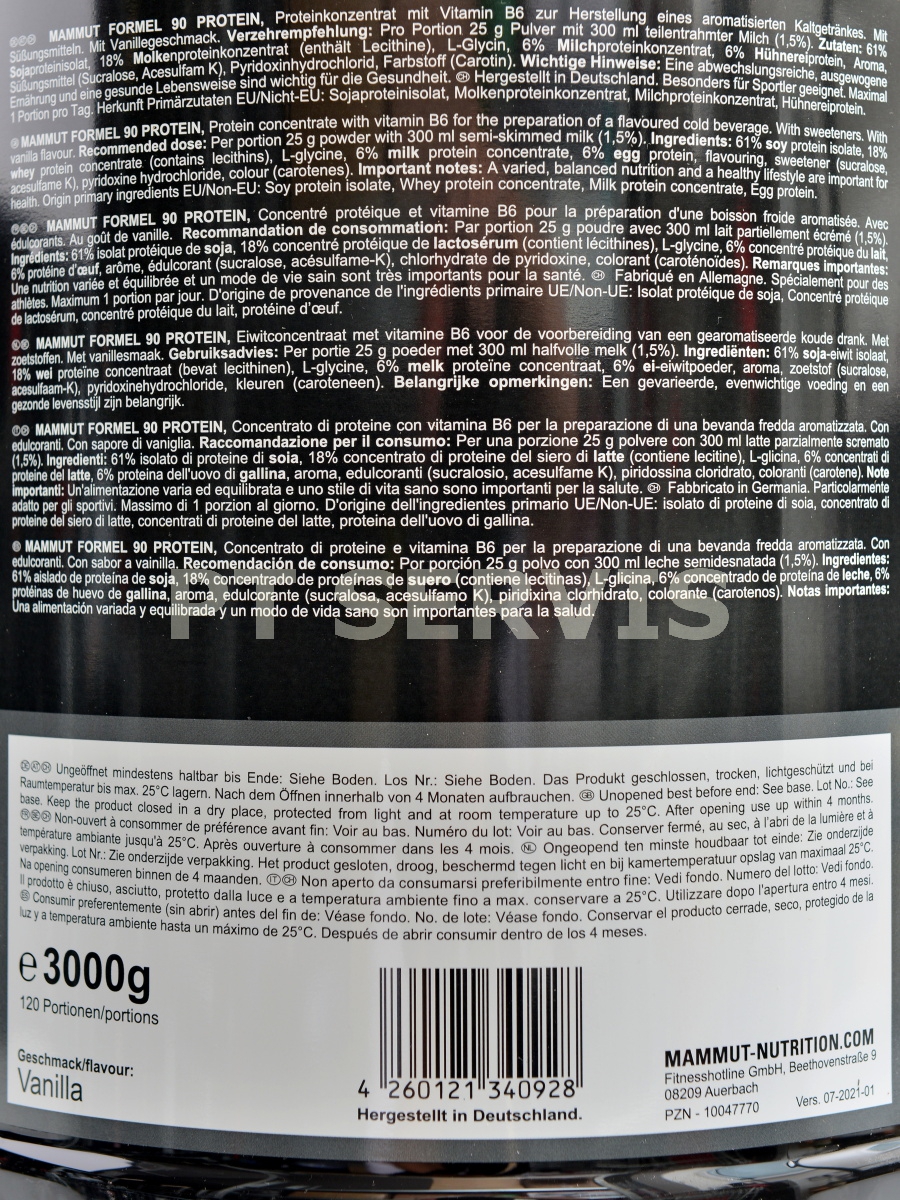 MAMMUT FORMEL 90 PROTEIN, Proteinkonzentrat mit Vitamin B6 zur Herstellung eines aromatisierten Kaltgetränkes. Mit
Süßungsmitteln. Mit Vanillegeschmack. Verzehrempfehlung: Pro Portion 25 g Pulver mit 300 ml teilentrahmter Milch (1,5%). Zutaten: 61%
Sojaproteinisolat, 18% Molkenproteinkonzentrat (enthält Lecithine), L-Glycin, 6% Milchproteinkonzentrat, 6% Hühnereiprotein, Aroma,
Süßungsmittel (Sucralose, Acesulfam K), Pyridoxinhydrochlorid, Farbstoff (Carotin). Wichtige Hinweise: Eine abwechslungsreiche, ausgewogene
Ernährung und eine gesunde Lebensweise sind wichtig für die Gesundheit. CH Hergestellt in Deutschland. Besonders für Sportler geeignet. Maximal
1 Portion pro Tag. Herkunft Primärzutaten EU/Nicht-EU: Sojaproteinisolat, Molkenproteinkonzentrat, Milchproteinkonzentrat, Hühnereiprotein.
MAMMUT FORMEL 90 PROTEIN, Protein concentrate with vitamin B6 for the preparation of a flavoured cold beverage. With sweeteners. With
vanilla flavour. Recommended dose: Per portion 25 g powder with 300 ml semi-skimmed milk (1,5%). Ingredients: 61% soy protein isolate, 18%
whey protein concentrate (contains lecithins), L-glycine, 6% milk protein concentrate, 6% egg protein, flavouring, sweetener (sucralose,
acesulfame K), pyridoxine hydrochloride, colour (carotenes). Important notes: A varied, balanced nutrition and a healthy lifestyle are important for
health. Origin primary ingredients EU/Non-EU: Soy protein isolate, Whey protein concentrate, Milk protein concentrate, Egg protein.
MAMMUT FORMEL 90 PROTEIN, Concentré protéique et vitamin B6 pour la préparation d'une boisson froide aromatisée. Avec
édulcorants. Au goût de vanille. Recommandation de consommation: Par portion 25 g poudre avec 300 ml lait partiellement écrémé (1,5%).
Ingrédients: 61% isolat protéique de soja, 18% concentré protéique de lactosérum (contient lécithines), L-glycine, 6% concentré protéique du lait,
6% protéine d'œuf, arôme, édulcorant (sucralose, acésulfame-K), chlorhydrate de pyridoxine, colorant (caroténoïdes). Remarques importantes:
Une nutrition variée et équilibrée et un mode de vie sain sont très importants pour la santé. CH Fabriqué en Allemagne. Spécialement pour des
athlètes. Maximum 1 portion par jour. D'origine de provenance de l'ingrédients primaire UE/Non-UE: Isolat protéique de soja, Concentré protéique
de lactosérum, concentré protéique du lait, protéine d'œuf.
MAMMUT FORMEL 90 PROTEIN, Eiwitconcentraat met vitamine B6 voor de voorbereiding van een gearomatiseerde koude drank. Met
zoetstoffen. Met vanillesmaak. Gebruiksadvies: Per portie 25 g poeder met 300 ml halfvolle melk (1,5%). Ingrediënten: 61% soja-eiwit isolaat,
18% wei proteïne concentraat (bevat lecithinen), L-glycine, 6% melk proteïne concentraat, 6% ei-eiwitpoeder, aroma, zoetstof (sucralose,
acesulfaam-K), pyridoxinehydrochloride, kleuren (caroteneen). Belangrijke opmerkingen: Een gevarieerde, evenwichtige voeding en een
gezonde levensstijl zijn belangrijk.
MAMMUT FORMEL 90 PROTEIN, Concentrato di proteine con vitamina B6 per la preparazione di una bevanda fredda aromatizzata. Con
edulcoranti. Con sapore di vaniglia. Raccomandazione per il consumo: Per una porzione 25 g polvere con 300 ml latte parzialmente scremato
(1,5%). Ingredienti: 61% isolato di proteine di soia, 18% concentrato di proteine del siero di latte (contiene lecitine), L-glicina, 6% concentrati di
proteine del latte, 6% proteina dell'uovo di gallina, aroma, edulcoranti (sucralosio, acesulfame K), piridossina cloridrato, coloranti (carotene). Note
importanti: Un'alimentazione varia ed equilibrata e uno stile di vita sano sono importanti per la salute. CH Fabbricato in Germania. Particolarmente
adatto per gli sportivi. Massimo di 1 porzion al giorno. D'origine dell'ingredientes primario UE/Non-UE: isolato di proteine di soia, concentrato di
proteine del siero di latte, concentrati di proteine del latte, proteina dell'uovo di gallina.
MAMMUT FORMEL 90 PROTEIN, Concentrato di proteine e vitamina B6 per la preparazione di una bevanda fredda aromatizzata. Con
edulcoranti. Con sabor a vainilla. Recomendación de consumo: Por porción 25 g polvo con 300 ml leche semidesnatada (1,5%). Ingredientes:
61% aislado de proteína de soja, 18% concentrado de proteínas de suero (contiene lecitinas), L-glicina, 6% concentrado de proteína de leche, 6%
protéinas de huevo de gallina, aroma, edulcorante (sucralosa, acesulfame K), piridixina clorhidrato, colorante (carotenos). Notas importantes:
Una alimentación variada y equilibrada y un modo de vida sano son importantes para la salud.
FT SERVIS
DE AT CH Ungeöffnet mindestens haltbar bis Ende: Siehe Boden. Los Nr.: Siehe Boden. Das Produkt geschlossen, trocken, lichtgeschützt und bei
Raumtemperatur bis max. 25°C lagern. Nach dem Öffnen innerhalb von 4 Monaten aufbrauchen. GB Unopened best before end: See base. Lot No.: See
base. Keep the product closed in a dry place, protected from light and at room temperature up to 25°C. After opening use up within 4 months.
Non-ouvert à consommer de préférence avant fin: Voir au bas. Numéro du lot: Voir au bas. Conserver fermé, au sec, à l'abri de la lumière et à
température ambiante jusqu'à 25°C. Après ouverture à consommer dans les 4 mois. NL Ongeopend ten minste houdbaar tot einde: Zie onderzijde
verpakking. Lot Nr.: Zie onderzijde verpakking. Het product gesloten, droog, beschermd tegen licht en bij kamertemperatuur opslag van maximaal 25°C.
Na opening consumeren binnen de 4 maanden. IT CH Non aperto da consumarsi preferibilmente entro fine: Vedi fondo. Numero del lotto: Vedi fondo.
Il prodotto è chiuso, asciutto, protetto dalla luce e a temperatura ambiente fino a max. conservare a 25°C. Utilizzare dopo l'apertura entro 4 mesi.
ES Consumir preferentemente (sin abrir) antes del fin de: Véase fondo. No. de lote: Véase fondo. Conservar el producto cerrade, seco, protegido de la
luz y a temperatura ambiente hasta un máximo de 25°C. Después de abrir consumir dentro de los 4 meses.
e 3000g
120 Portionen/portions
Geschmack/flavour:
Vanilla
4 260121 340928
Hergestellt in Deutschland.
MAMMUT-NUTRITION.COM
Fitnesshotline GmbH, Beethovenstraße 9
08209 Auerbach
PZN - 10047770
Vers. 07-2021-01